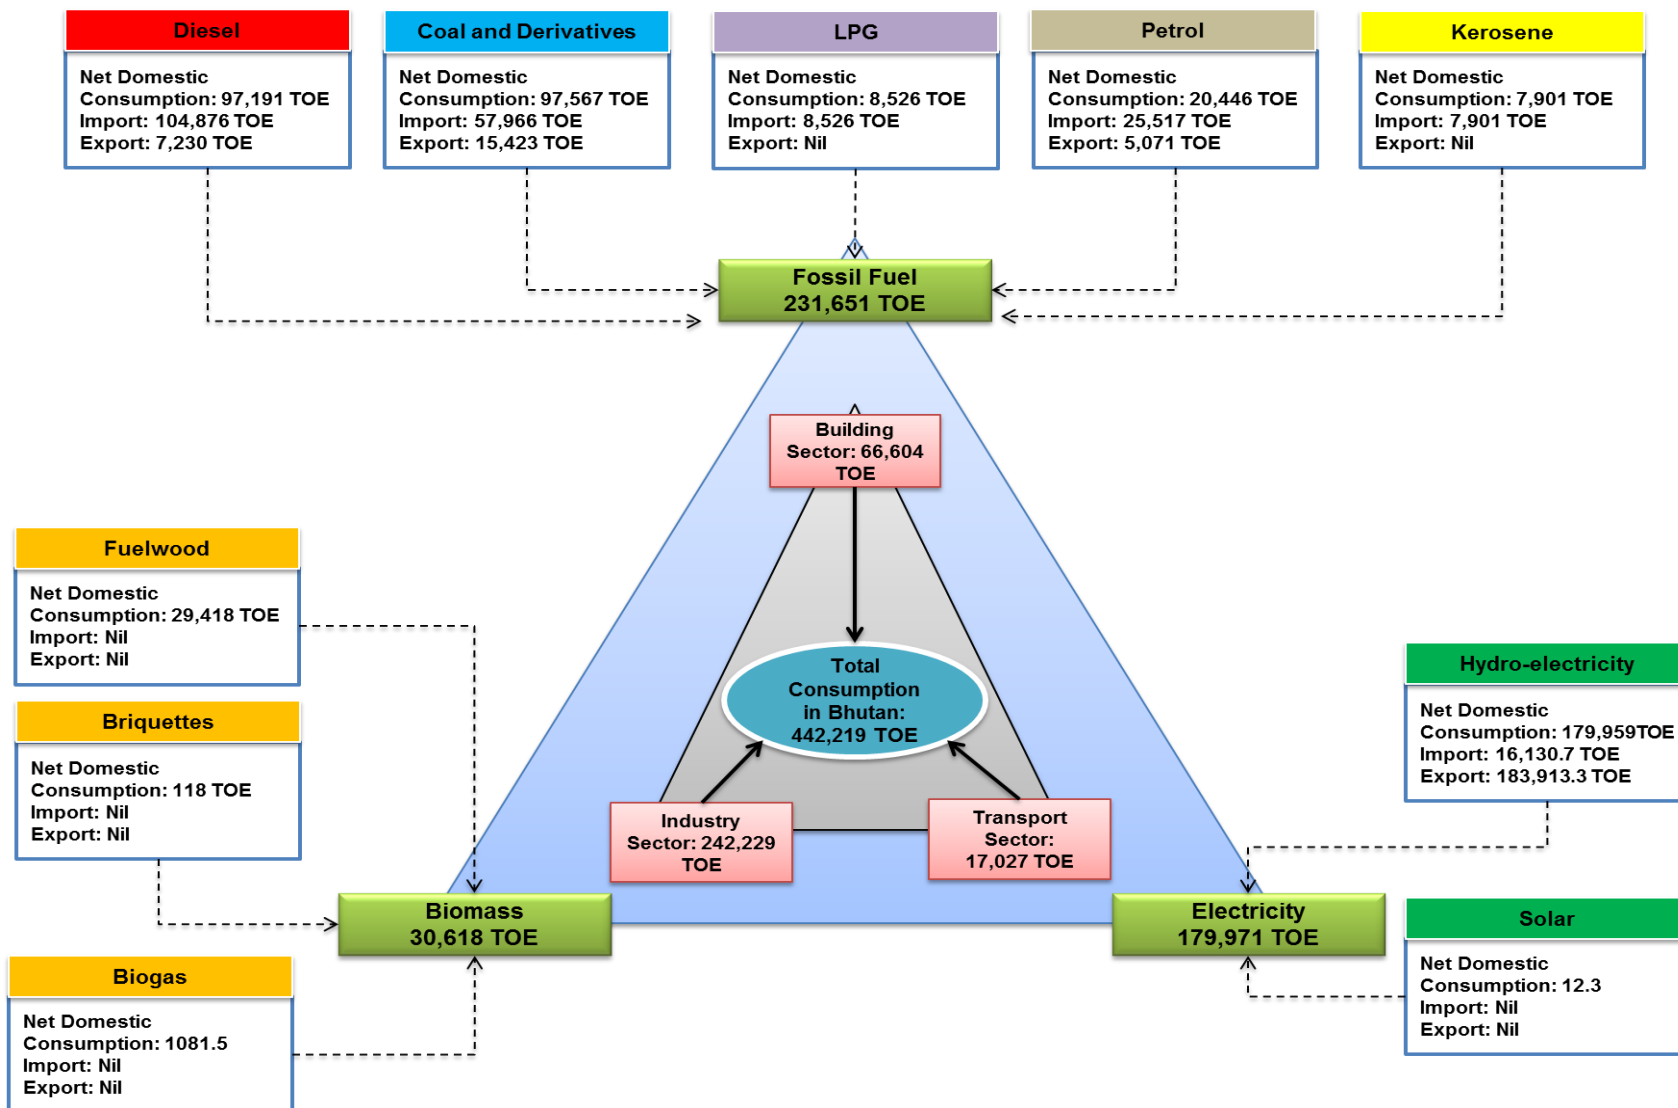 Diesel
Net Domestic
Consumption: 97,191 TOE
Import: 104,876 TOE
Export: 7,230 TOE
Coal and Derivatives
Net Domestic
Consumption: 97,567 TOE
Import: 57,966 TOE
Export: 15,423 TOE
LPG
Net Domestic
Consumption: 8,526 TOE
Import: 8,526 TOE
Export: Nil
Petrol
Net Domestic
Consumption: 20,446 TOE
Import: 25,517 TOE
Export: 5,071 TOE
Kerosene
Net Domestic
Consumption: 7,901 TOE
Import: 7,901 TOE
Export: Nil
Fossil Fuel
231,651 TOE
Building
Sector: 66,604
TOE
Fuelwood
Net Domestic
Consumption: 29,418 TOE
Import: Nil
Export: Nil
Briquettes
Net Domestic
Consumption: 118 TOE
Import: Nil
Export: Nil
Total
Consumption
in Bhutan:
442,219 TOE
Hydro-electricity
Net Domestic
Consumption: 179,959TOE
Import: 16,130.7 TOE
Export: 183,913.3 TOE
Industry
Sector: 242,229
TOE
Transport
Sector:
17,027 TOE
Biomass
30,618 TOE
Electricity
179,971 TOE
Biogas
Net Domestic
Consumption: 1081.5
Import: Nil
Export: Nil
Solar
Net Domestic
Consumption: 12.3
Import: Nil
Export: Nil